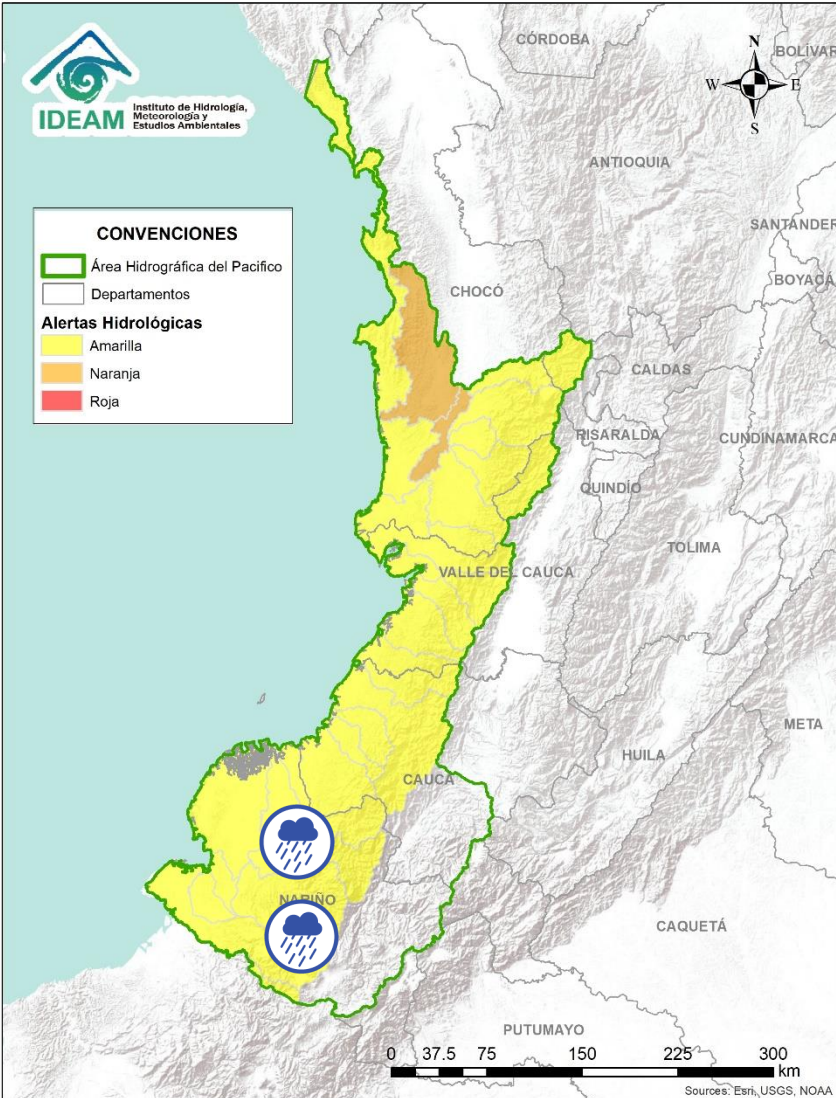 IDEAM
Instituto de Hidrología,
Meteorología y
Estudios Ambientales
CÓRDOBA
BOLÍVAR
N
W
E
S
ANTIOQUIA
SANTANDER
BOYACÁ
CONVENCIONES
Área Hidrográfica del Pacifico
Departamentos
Alertas Hidrológicas
Amarilla
Naranja
Roja
CHOCÓ
CALDAS
RISARALDA
CUNDINAMARCA
QUINDÍO
TOLIMA
VALLE DEL CAUCA
META
HUILA
CAUCA
NARIÑO
CAQUETÁ
PUTUMAYO
0 37.5 75 150 225 300
km
Sources: Esri, USGS, NOAA